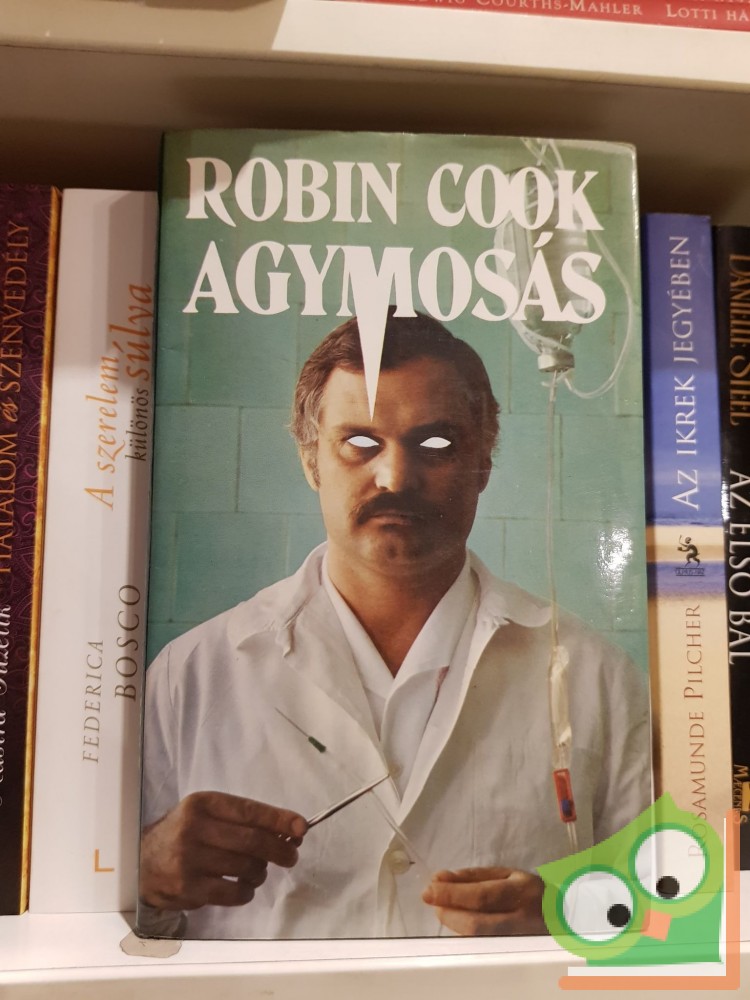 COURTHS-MAHLER
LOTTI
ROBIN COOK
AGYMOSÁS
HATALOM és SZENVEDÉLY
FEDERICA
BOSCO
A szerelem
különös súlya
ROSAMUNDE PILCHER
AZ IKREK JEGYÉBEN
DANIELLE STEEL
AZ ELSŐ BÁL